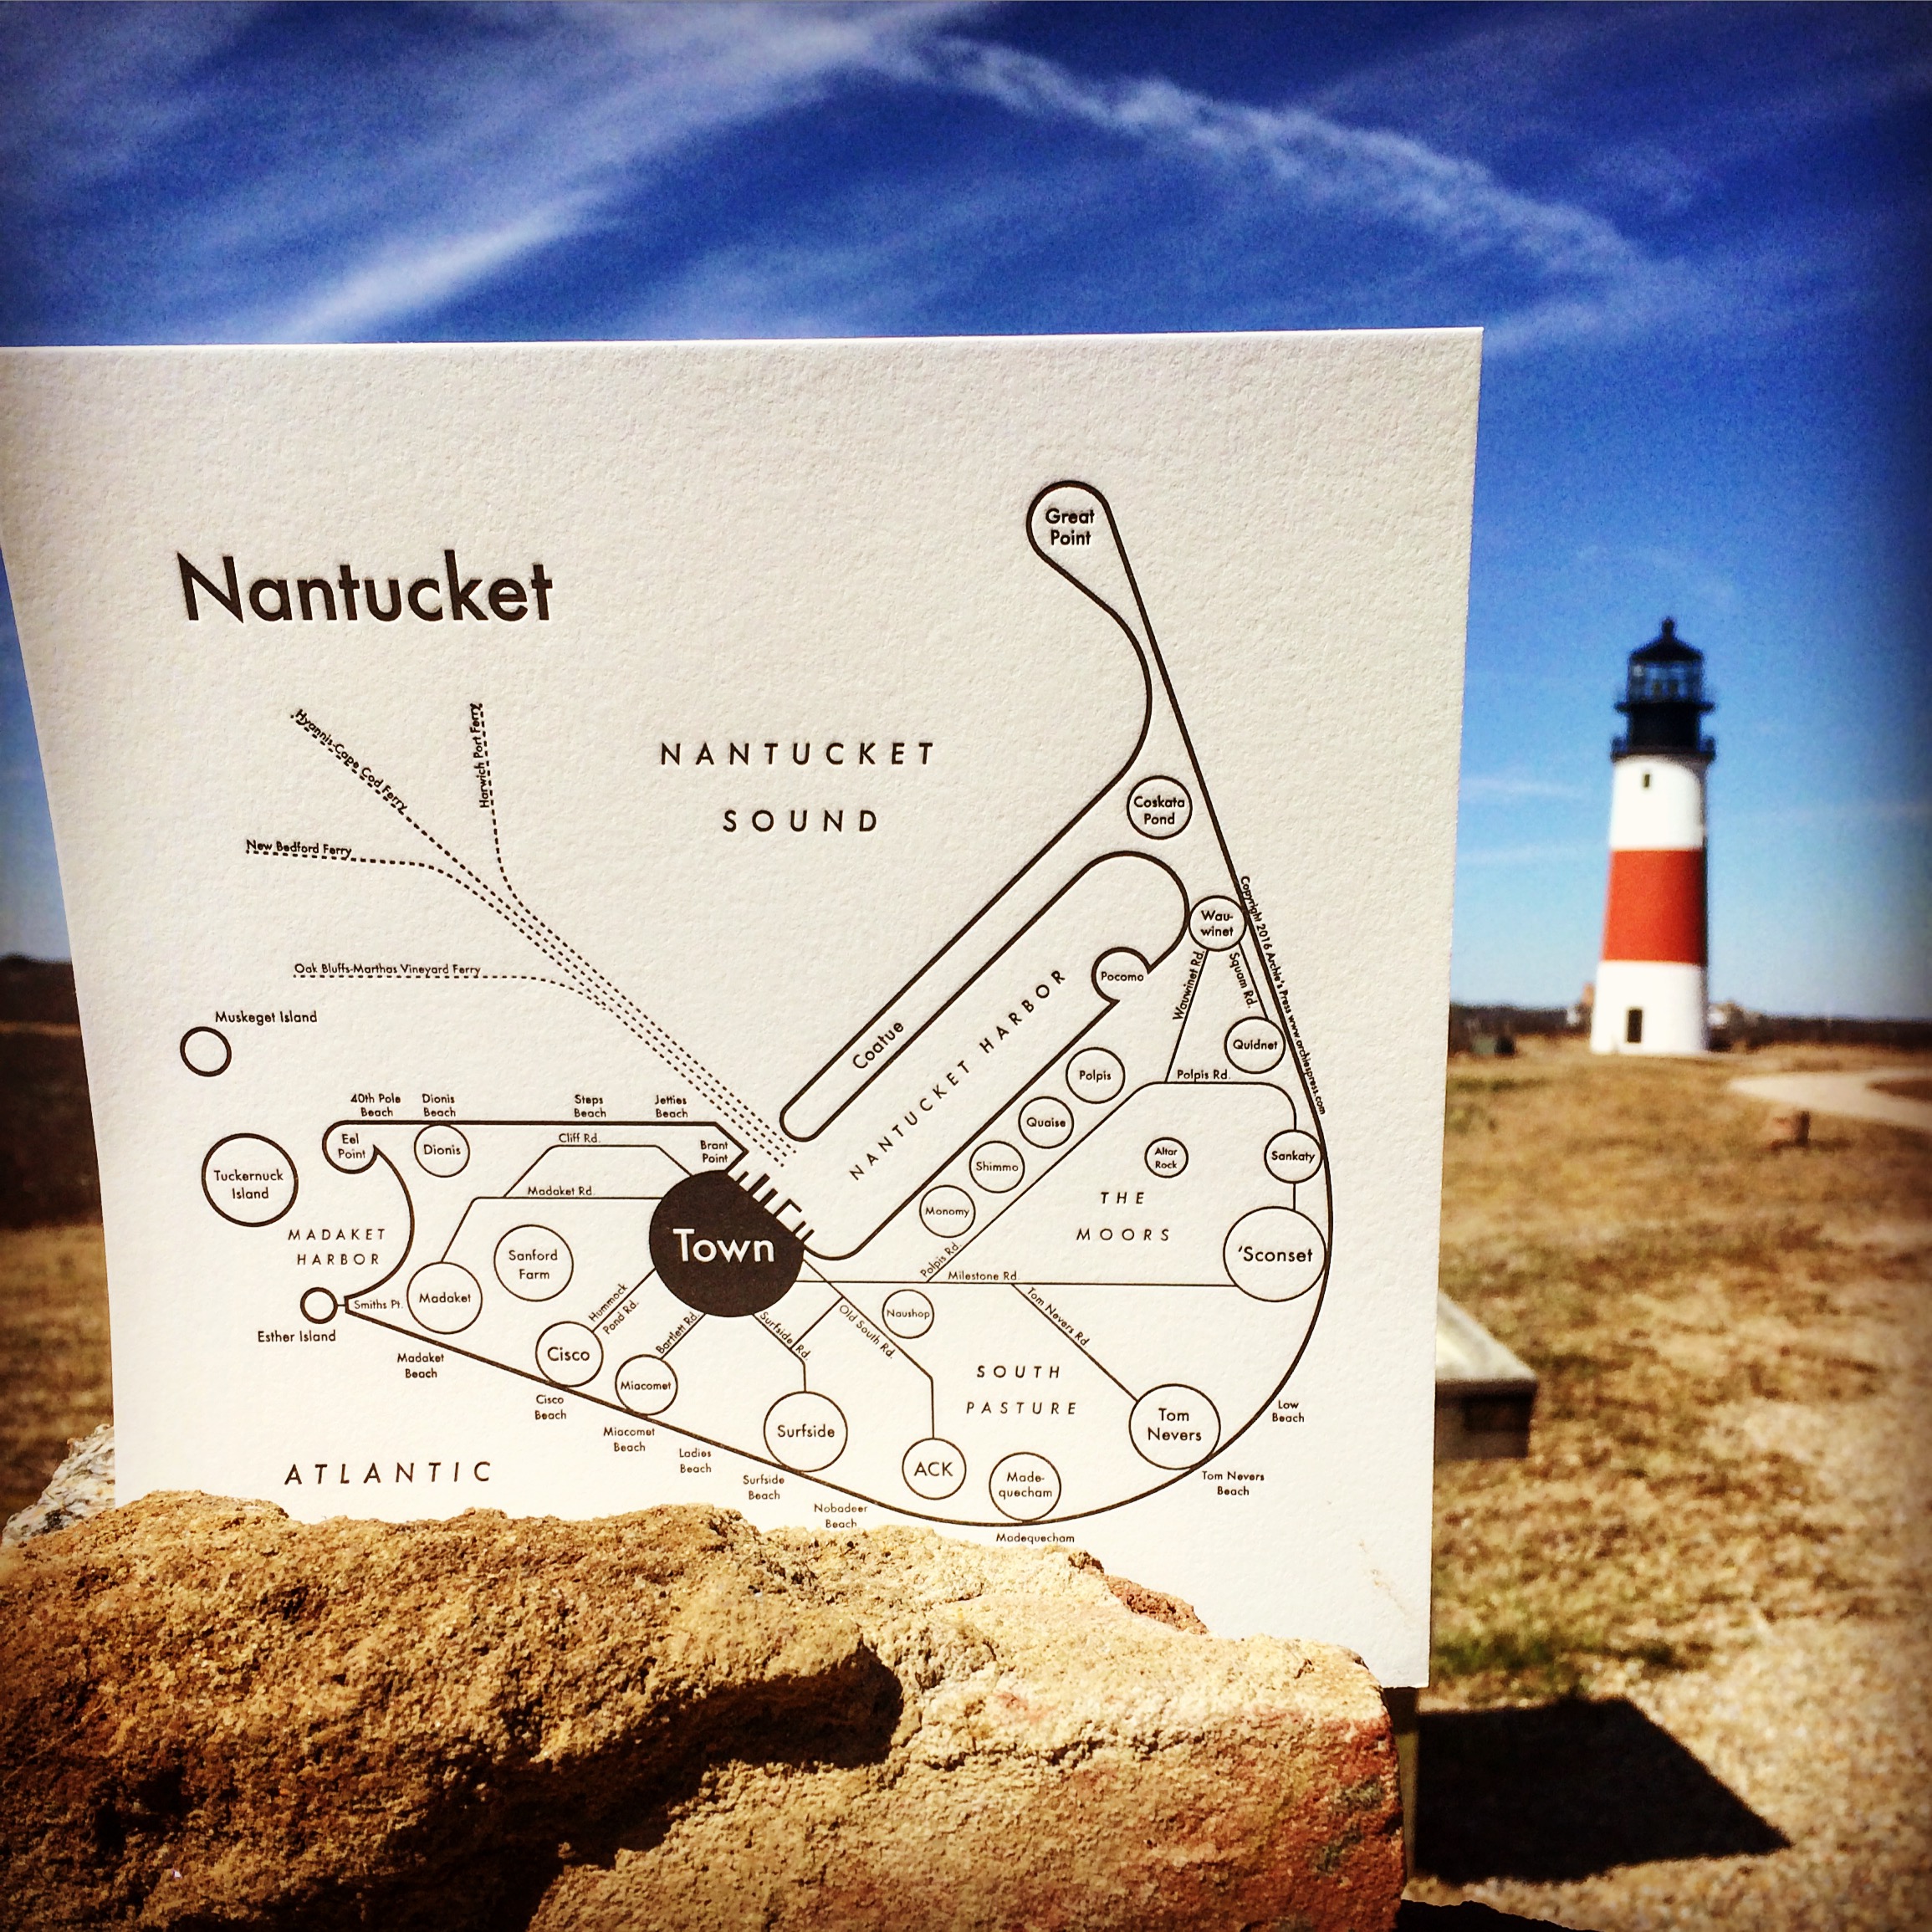 Nantucket
Great
Point
NANTUCKET
SOUND
Hyannis-Cape Cod Ferry
Harwich Port Ferry
New Bedford Ferry
Oak Bluffs-Marthas Vineyard Ferry
Coskata
Pond
Wau-
winet
Copyright 2016 Archie's Press www.archiespress.com
Pocomo
Wauwinet Rd.
Squam Rd.
Quidnet
Coatue
NANTUCKET HARBOR
Muskeget Island
Polpis
Polpis Rd.
40th Pole
Beach
Dionis
Beach
Steps
Beach
Jetties
Beach
Eel
Point
Dionis
Cliff Rd.
Brant
Point
Quaise
Shimmo
Altar
Rock
Sankaty
Tuckernuck
Island
Madaket Rd.
Monomy
THE
MOORS
MADAKET
HARBOR
Sanford
Farm
Town
'Sconset
Polpis Rd
Milestone Rd.
Smiths Pt.
Madaket
Esther Island
Hummock
Pond Rd.
Bartlett Rd.
Surfside Rd
Old South Rd.
Naushop
Tom Nevers Rd
Cisco
Madaket
Beach
Miacomet
SOUTH
PASTURE
Cisco
Beach
Surfside
Tom
Nevers
Low
Beach
Miacomet
Beach
Ladies
Beach
ACK
Made-
quecham
ATLANTIC
Surfside
Beach
Tom Nevers
Beach
Nobadeer
Beach
Madequecham